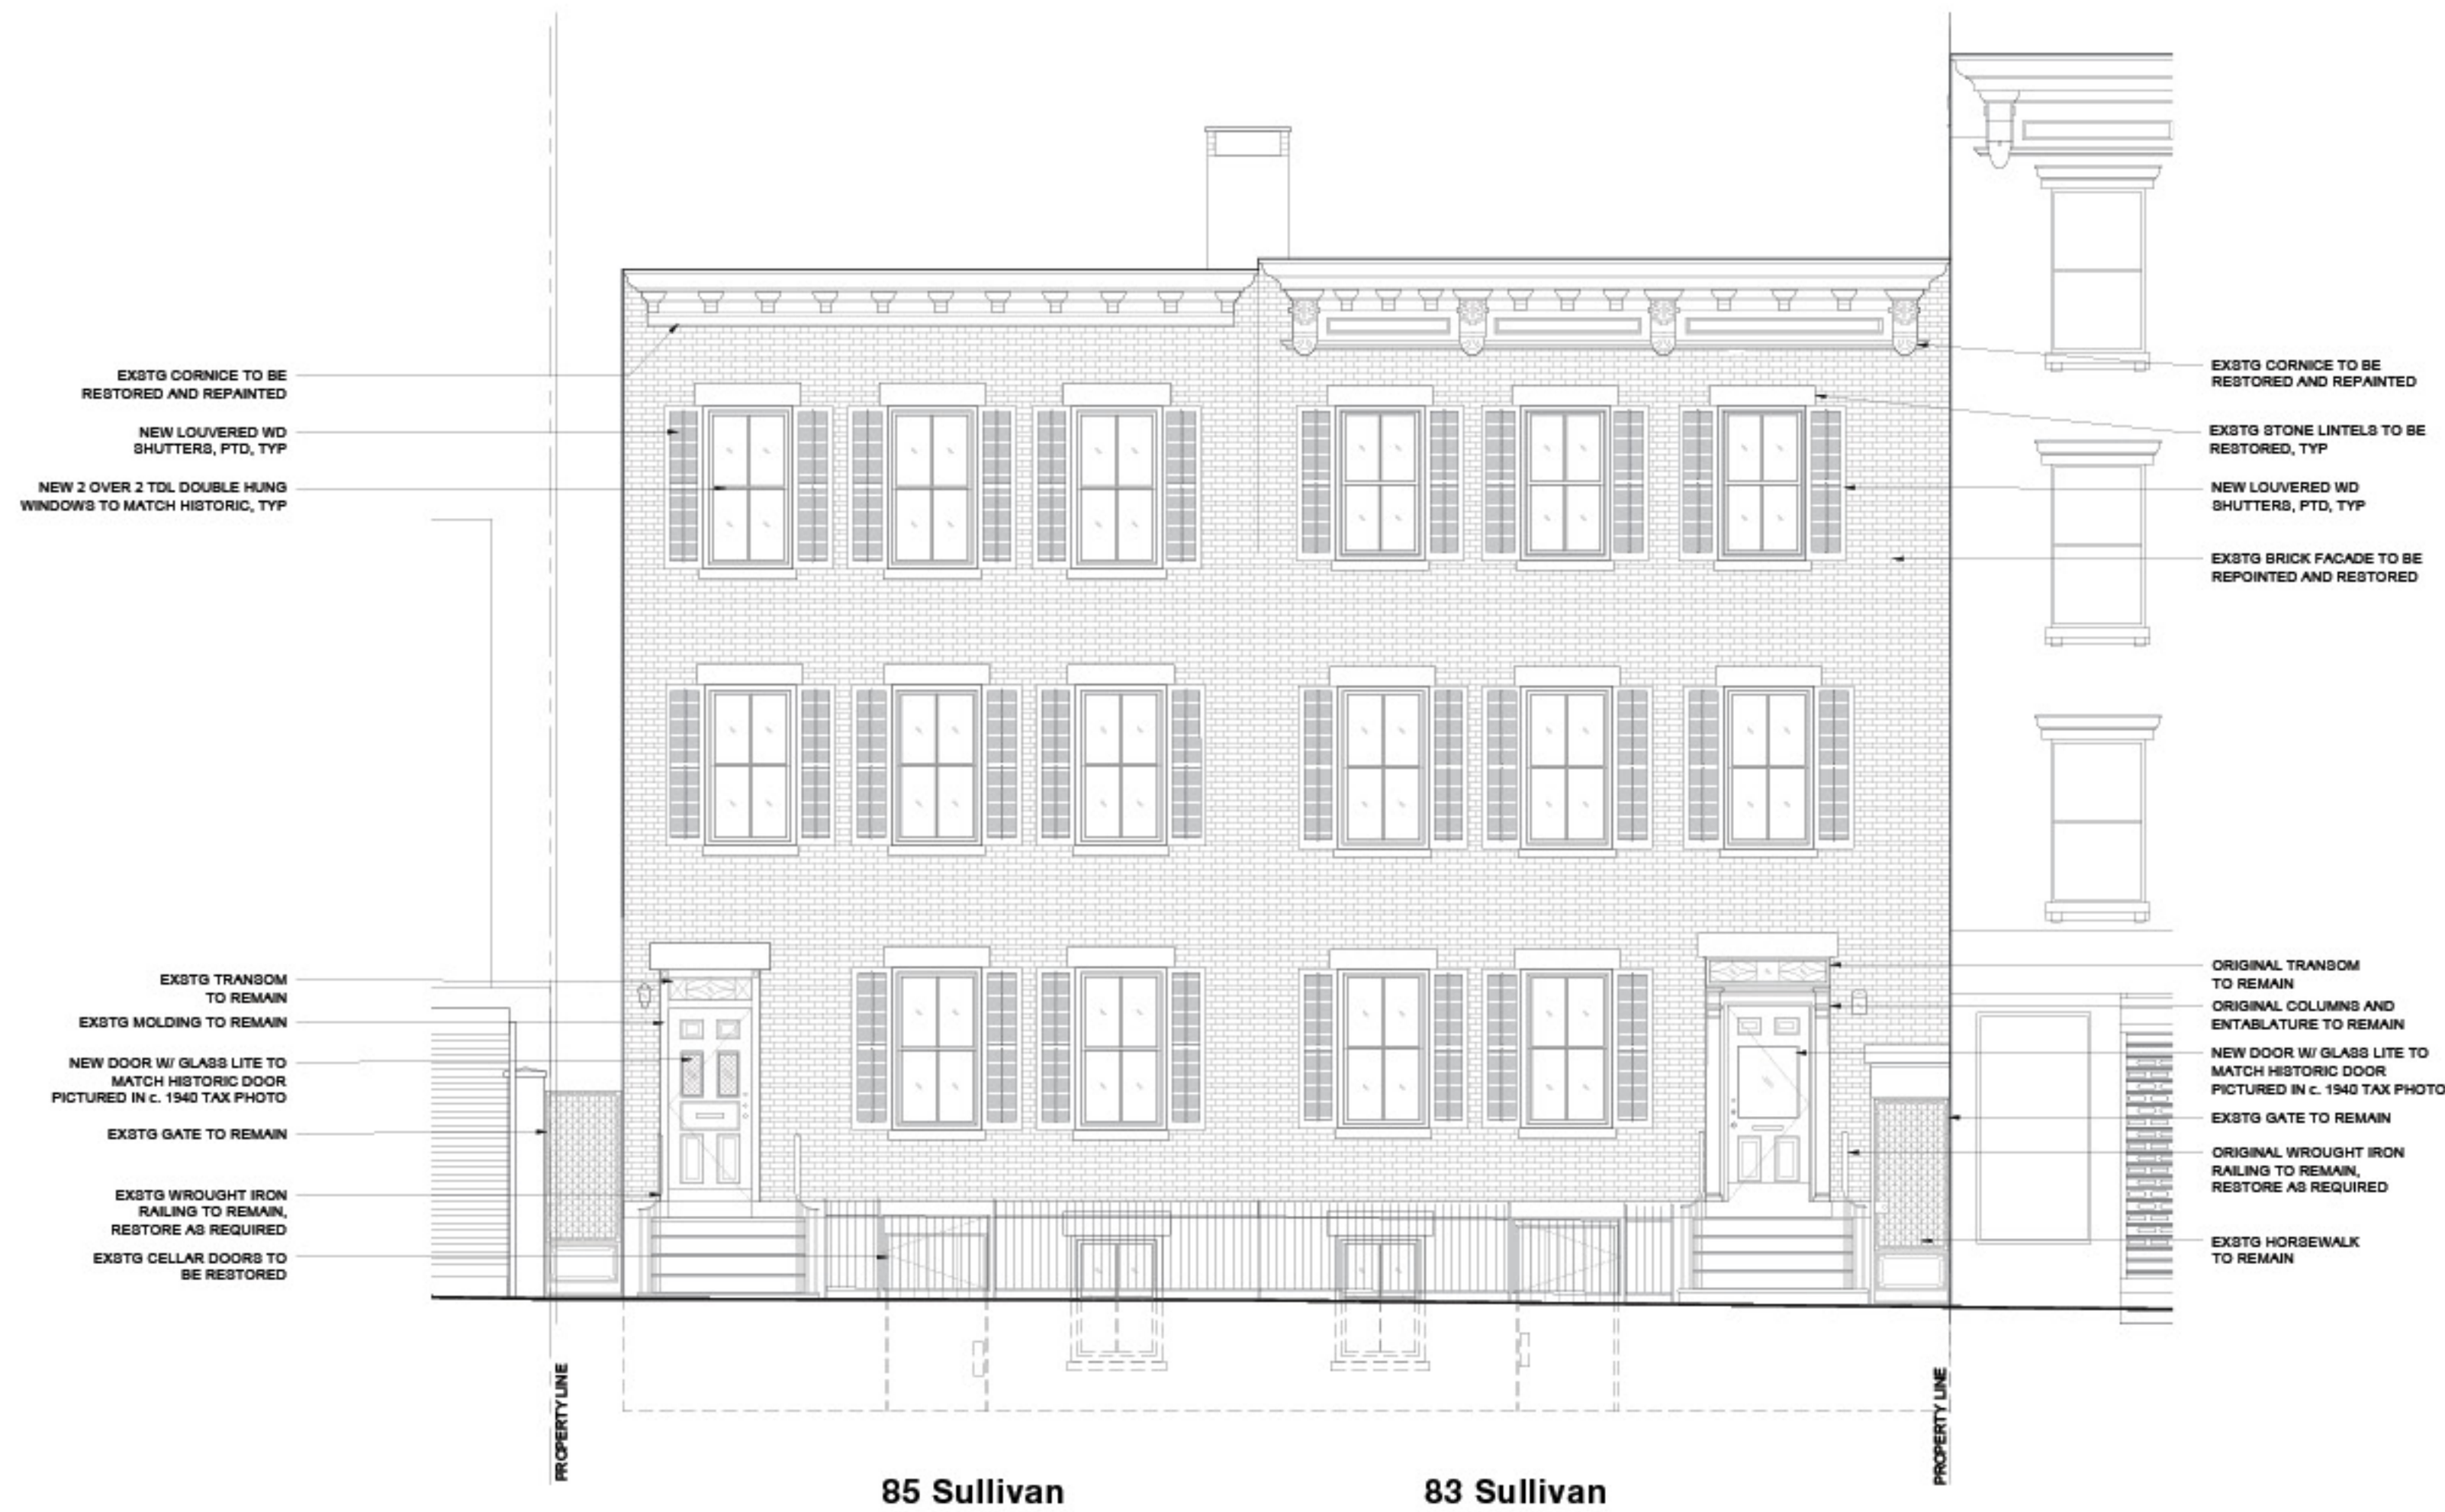 EXSTG CORNICE TO BE
RESTORED AND REPAINTED
NEW LOUVERED WD
SHUTTERS, PTD, TYP
NEW 2 OVER 2 TDL DOUBLE HUNG
WINDOWS TO MATCH HISTORIC, TYP
EXSTG TRANSOM
TO REMAIN
EXSTG MOLDING TO REMAIN
NEW DOOR W/ GLASS LITE TO
MATCH HISTORIC DOOR
PICTURED IN c. 1940 TAX PHOTO
EXSTG GATE TO REMAIN
EXSTG WROUGHT IRON
RAILING TO REMAIN,
RESTORE AS REQUIRED
EXSTG CELLAR DOORS TO
BE RESTORED
EXSTG CORNICE TO BE
RESTORED AND REPAINTED
EXSTG STONE LINTELS TO BE
RESTORED, TYP
NEW LOUVERED WD
SHUTTERS, PTD, TYP
EXSTG BRICK FACADE TO BE
REPOINTED AND RESTORED
ORIGINAL TRANSOM
TO REMAIN
ORIGINAL COLUMNS AND
ENTABLATURE TO REMAIN
NEW DOOR W/ GLASS LITE TO
MATCH HISTORIC DOOR
PICTURED IN c. 1940 TAX PHOTO
EXSTG GATE TO REMAIN
ORIGINAL WROUGHT IRON
RAILING TO REMAIN,
RESTORE AS REQUIRED
EXSTG HORSEWALK
TO REMAIN
PROPERTY LINE
PROPERTY LINE
85 Sullivan
83 Sullivan